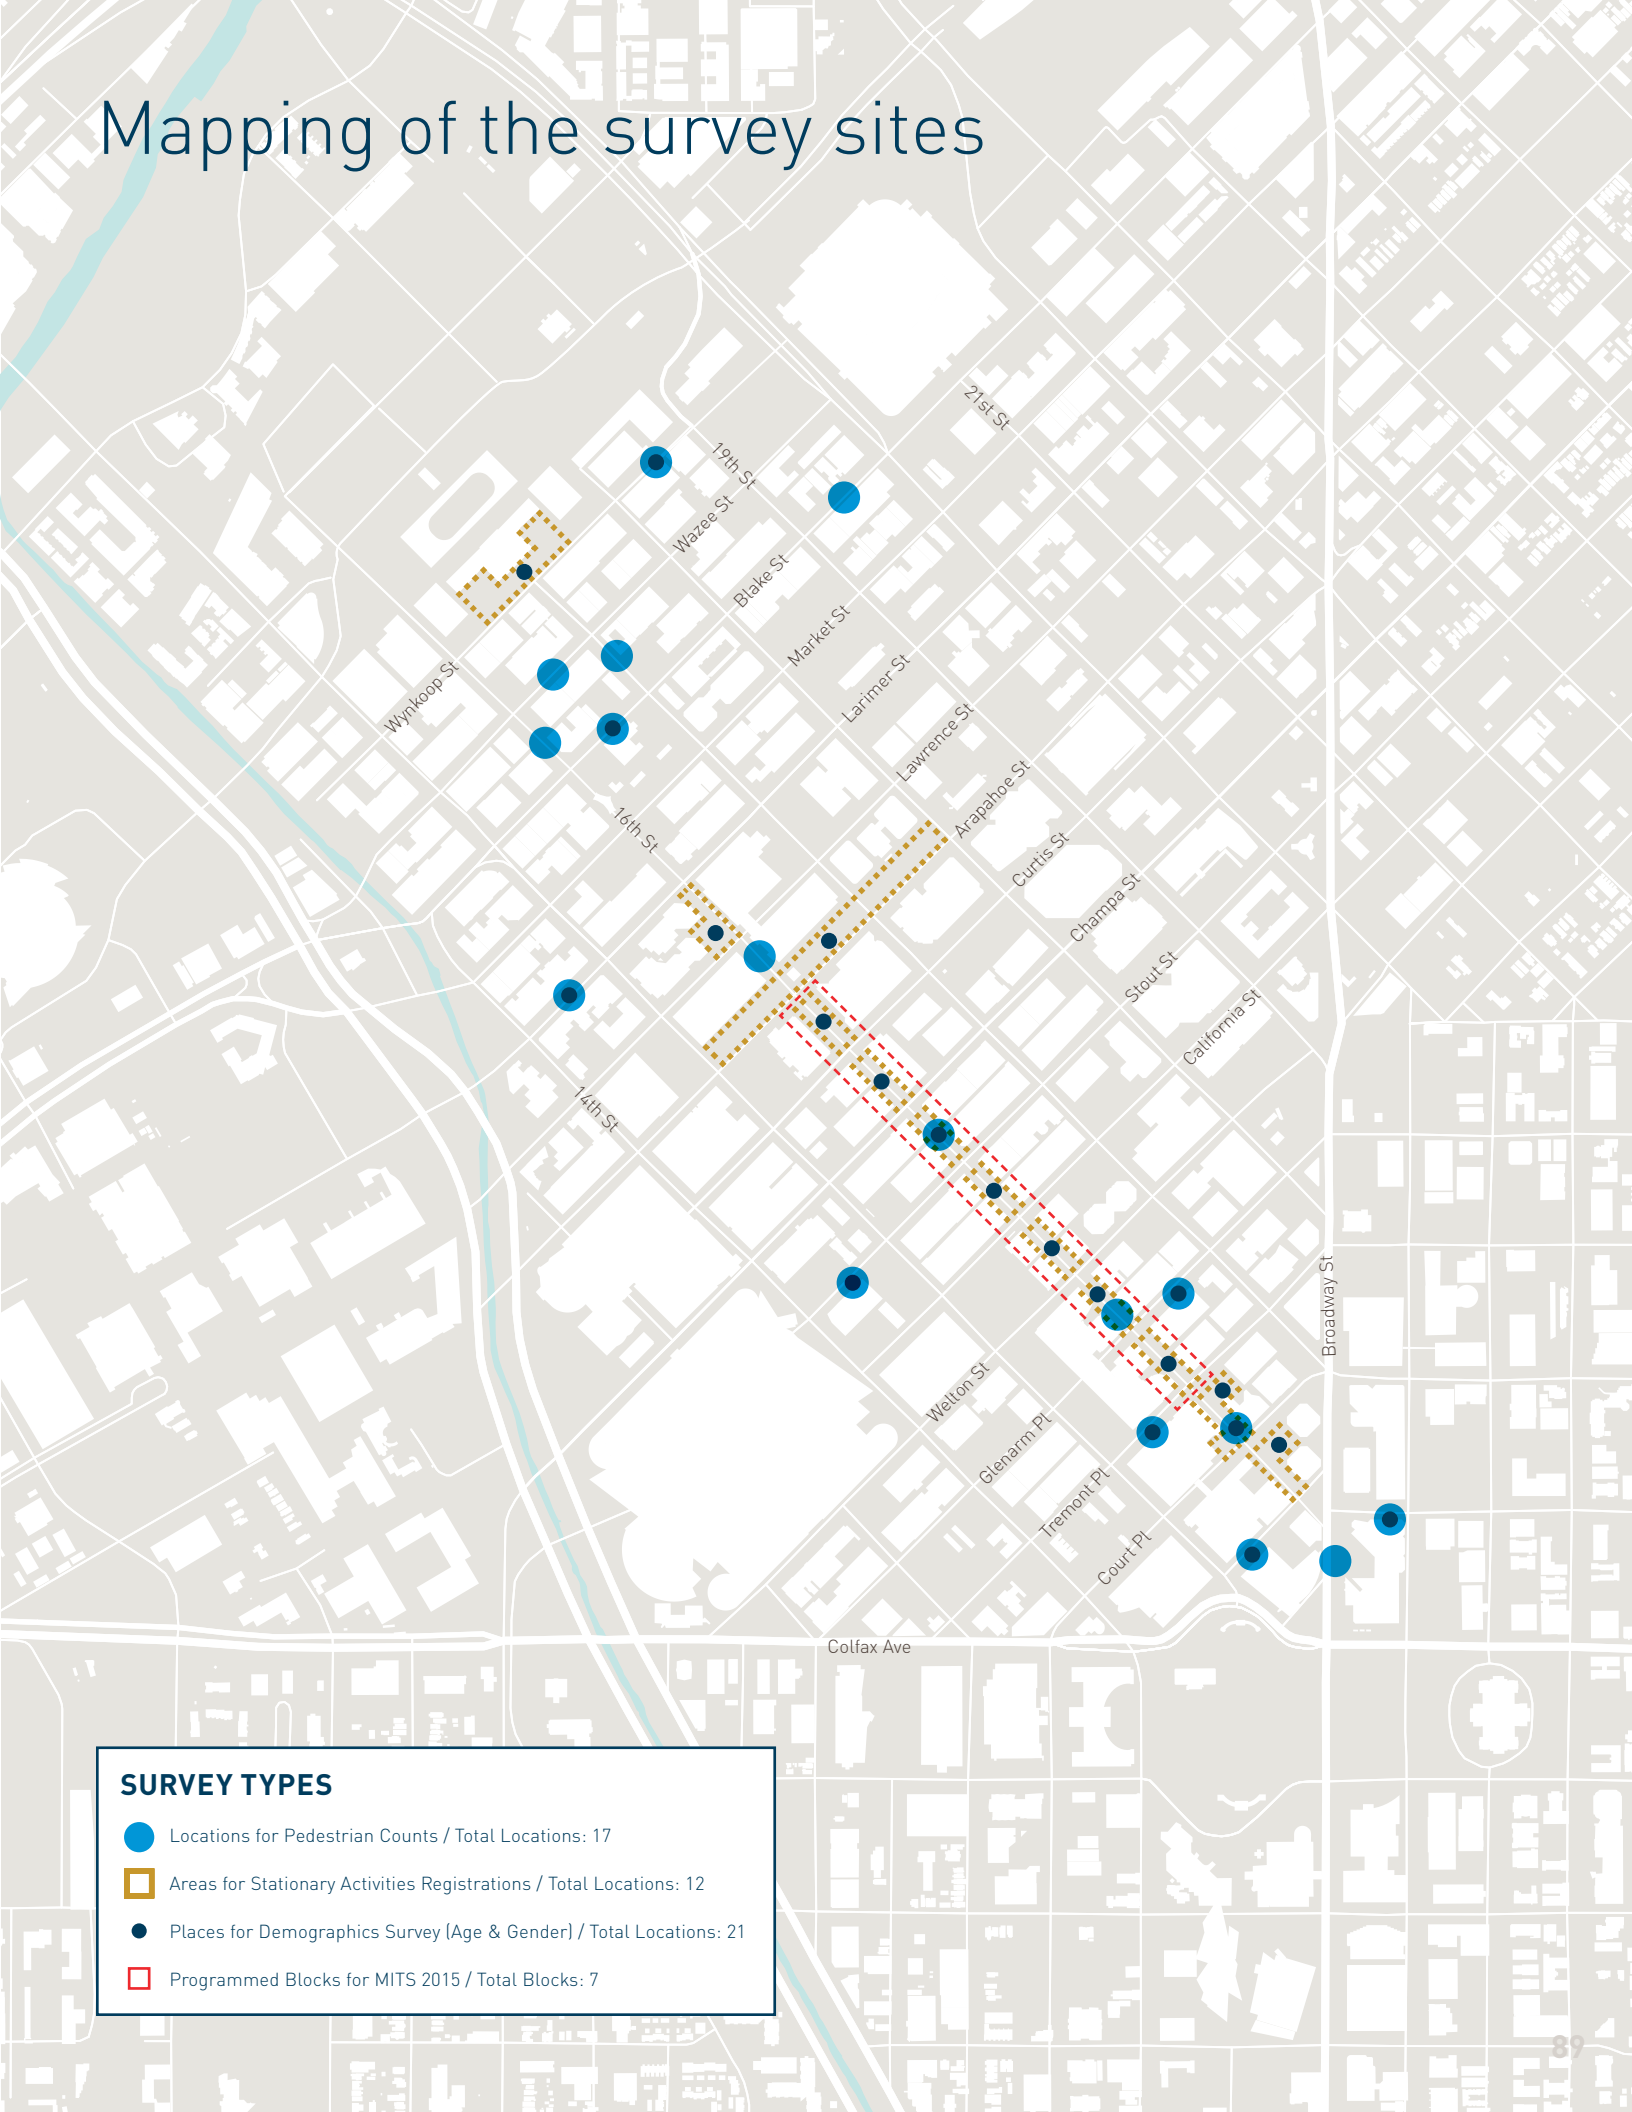 Mapping of the survey sites
21st St
19th St
Wazee St
Blake St
Market St
Larimer St
Wynkoop St
Lawrence St
Arapahoe St
16th St
Curtis St
Champa St
Stout St
California St
14th St
Broadway St
Welton St
Glenarm Pl
Tremont Pl
Court Pl
Colfax Ave
SURVEY TYPES
Locations for Pedestrian Counts / Total Locations: 17
Areas for Stationary Activities Registrations / Total Locations: 12
Places for Demographics Survey (Age & Gender) / Total Locations: 21
Programmed Blocks for MITS 2015 / Total Blocks: 7
89